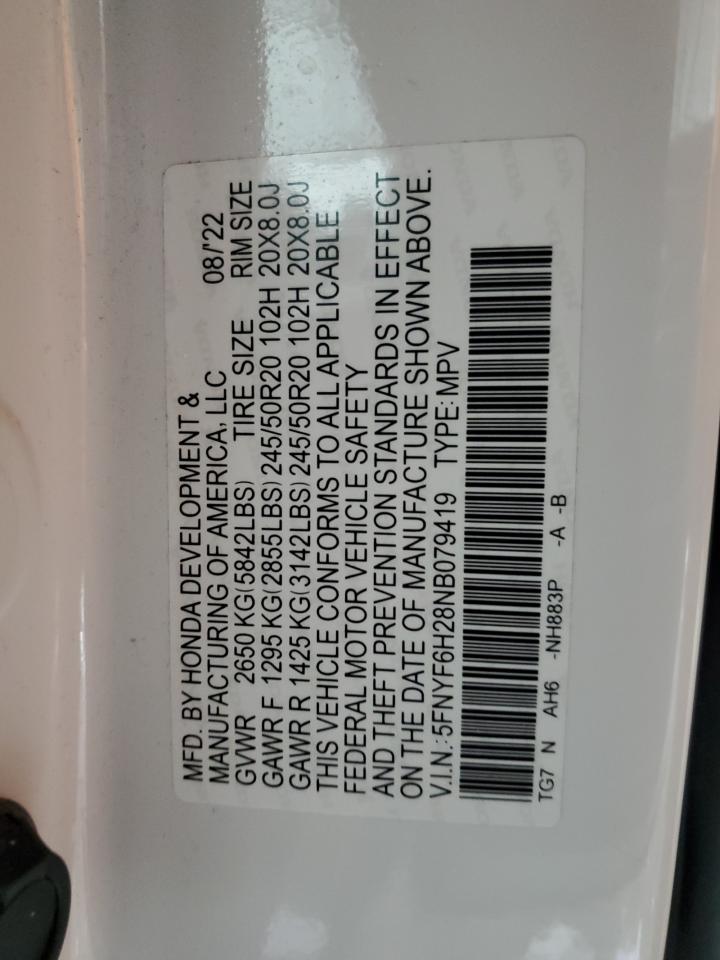 MFD. BY HONDA DEVELOPMENT &
MANUFACTURING OF AMERICA, LLC 08/'22
GVWR 2650 KG(5842LBS) TIRE SIZE RIM SIZE
GAWR F 1295 KG(2855LBS) 245/50R20 102H 20X8.0J
GAWR R 1425 KG(3142LBS) 245/50R20 102H 20X8.0J
THIS VEHICLE CONFORMS TO ALL APPLICABLE
FEDERAL MOTOR VEHICLE SAFETY
AND THEFT PREVENTION STANDARDS IN EFFECT
ON THE DATE OF MANUFACTURE SHOWN ABOVE.
V.I.N.: 5FNYF6H28NB079419 TYPE: MPV
TG7 N AH6 -NH883P -A -B